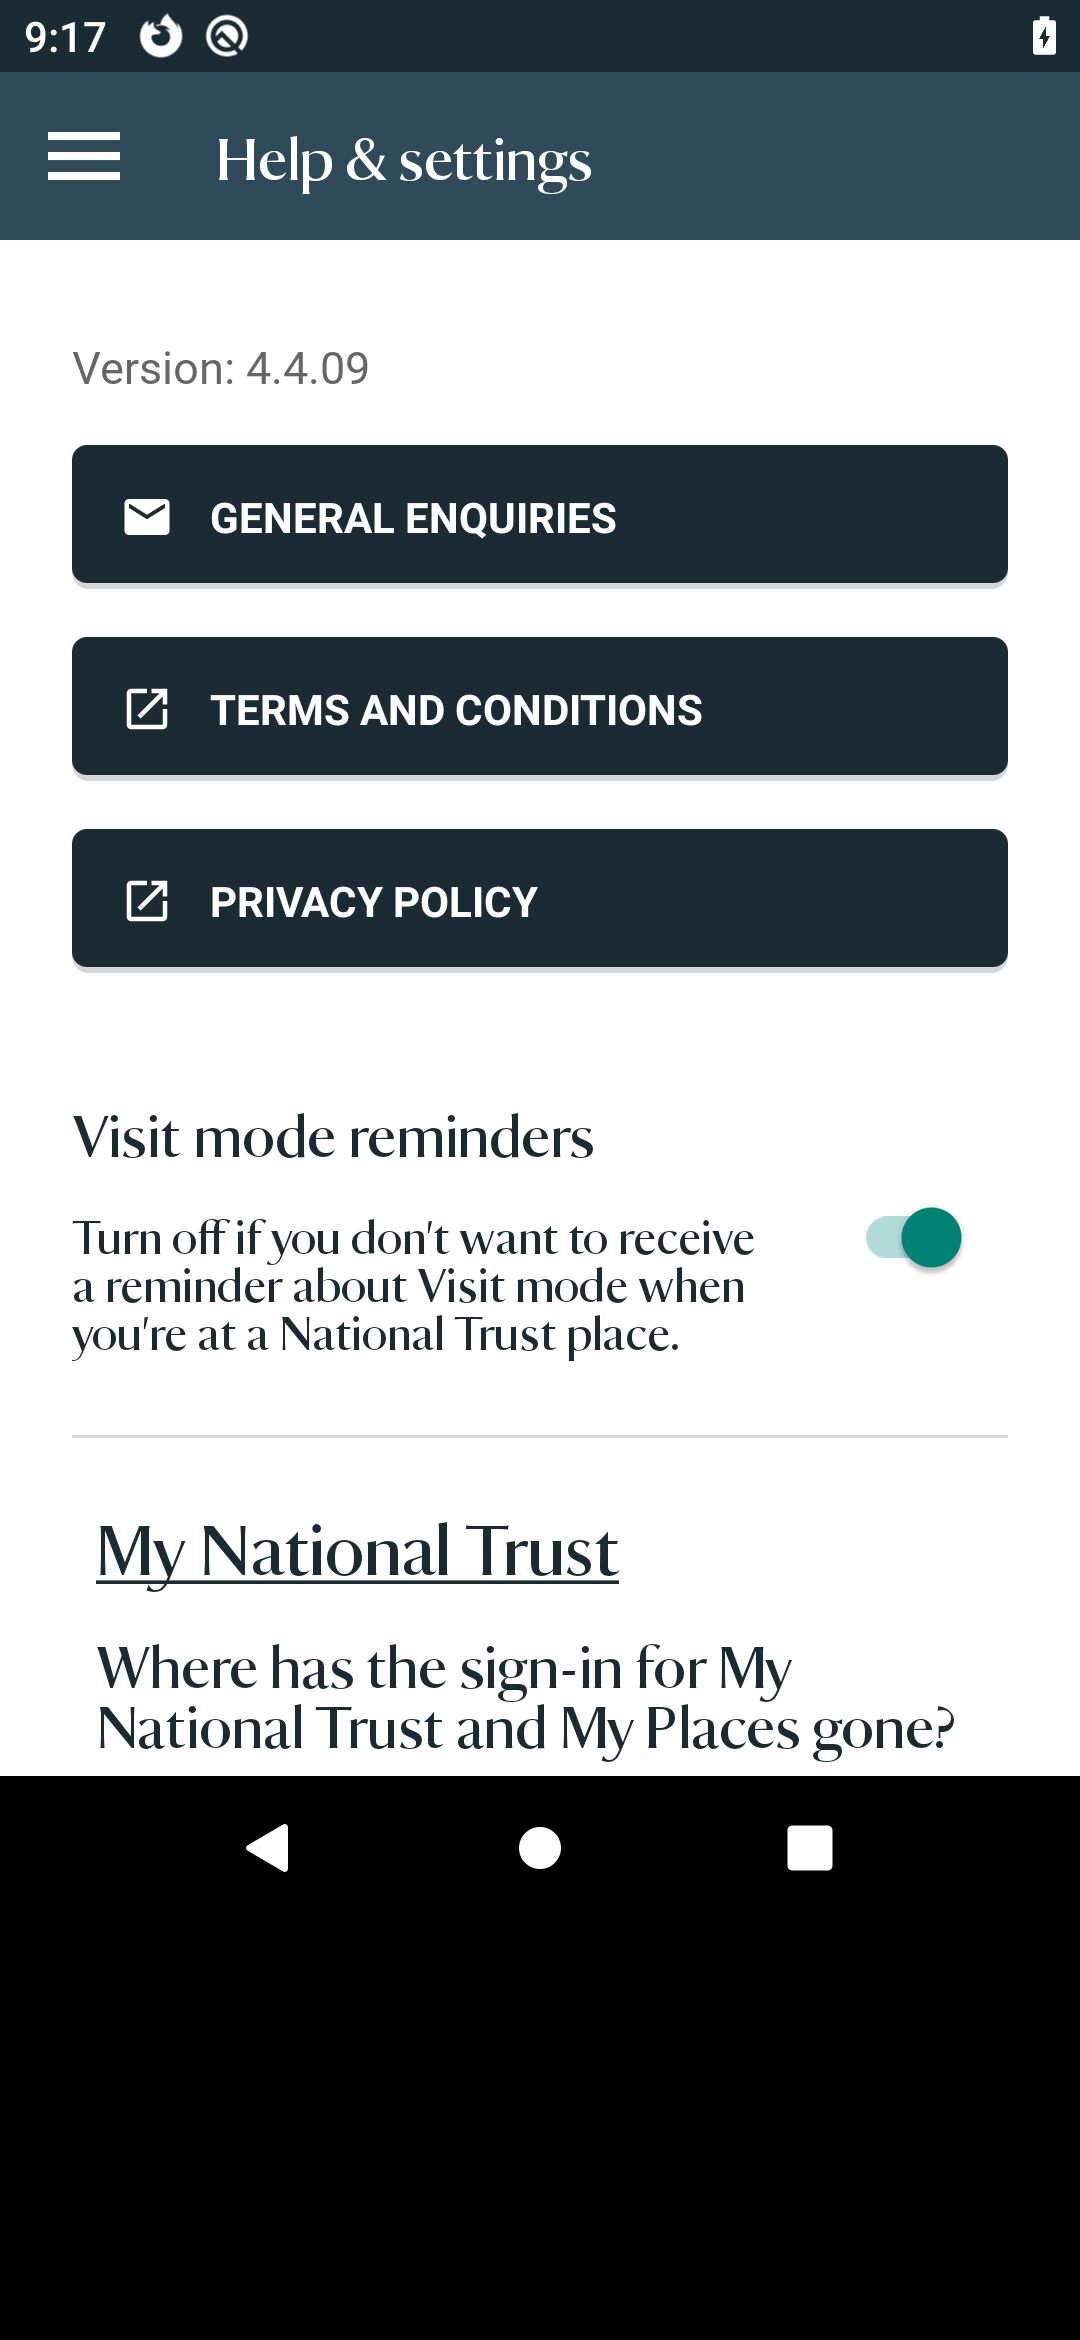 9:17
Help & settings
Version: 4.4.09
GENERAL ENQUIRIES
TERMS AND CONDITIONS
PRIVACY POLICY
Visit mode reminders
Turn off if you don't want to receive
a reminder about Visit mode when
you're at a National Trust place.
My National Trust
Where has the sign-in for My
National Trust and My Places gone?